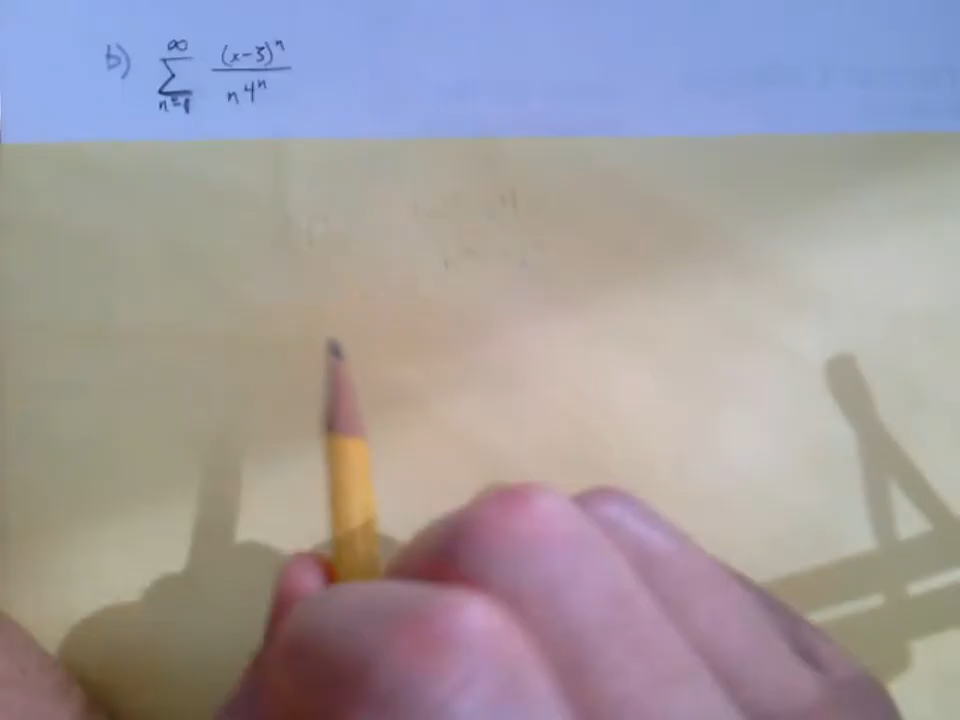 b) ∞ ∑ n=1 (x-3)^n / n 4^n